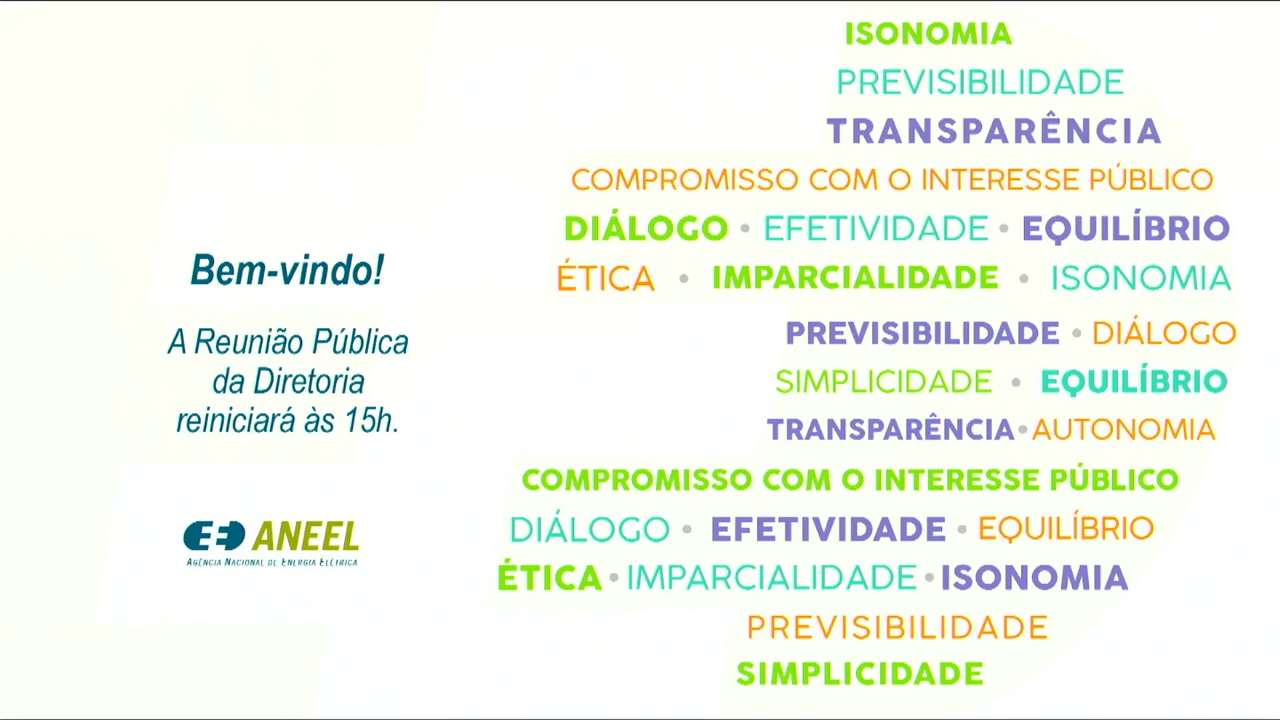 Bem-vindo!
A Reunião Pública
da Diretoria
reiniciará às 15h.
ANEEL
AGÊNCIA NACIONAL DE ENERGIA ELÉTRICA
ISONOMIA
PREVISIBILIDADE
TRANSPARÊNCIA
COMPROMISSO COM O INTERESSE PÚBLICO
DIÁLOGO • EFETIVIDADE • EQUILÍBRIO
ÉTICA • IMPARCIALIDADE • ISONOMIA
PREVISIBILIDADE • DIÁLOGO
SIMPLICIDADE • EQUILÍBRIO
TRANSPARÊNCIA • AUTONOMIA
COMPROMISSO COM O INTERESSE PÚBLICO
DIÁLOGO • EFETIVIDADE • EQUILÍBRIO
ÉTICA • IMPARCIALIDADE • ISONOMIA
PREVISIBILIDADE
SIMPLICIDADE